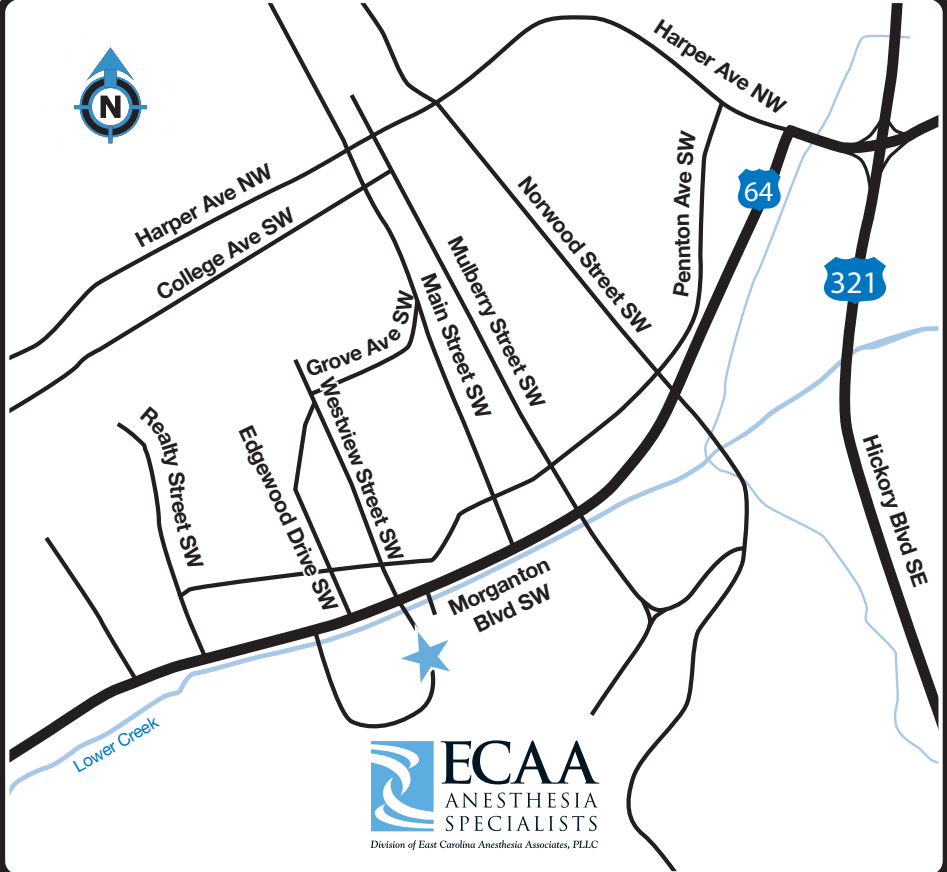 Harper Ave NW
N
64
Pennton Ave SW
Harper Ave NW
College Ave SW
Norwood Street SW
Mulberry Street SW
321
Main Street SW
Grove Ave SW
Westview Street SW
Realty Street SW
Edgewood Drive SW
Hickory Blvd SE
Morganton
Blvd SW
Lower Creek
ECAA
ANESTHESIA
SPECIALISTS
Division of East Carolina Anesthesia Associates, PLLC